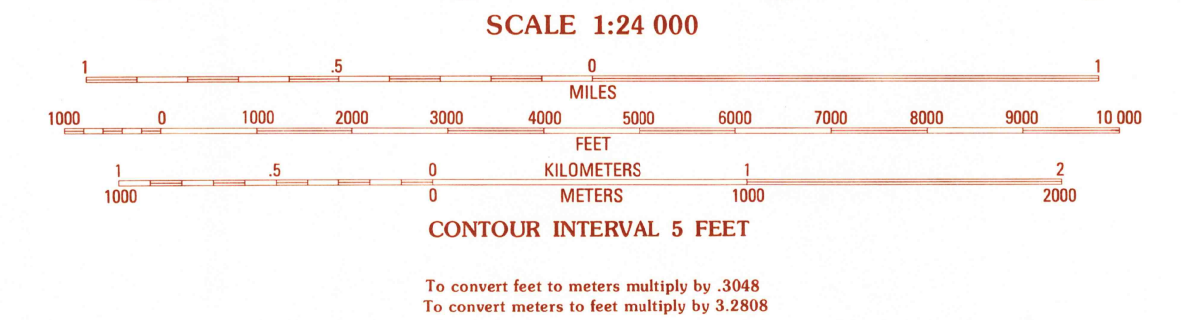 SCALE 1:24 000
1 .5 0 1
MILES
1000 0 1000 2000 3000 4000 5000 6000 7000 8000 9000 10 000
FEET
1 .5 0 KILOMETERS 1 2
1000 0 METERS 1000 2000
CONTOUR INTERVAL 5 FEET
To convert feet to meters multiply by .3048
To convert meters to feet multiply by 3.2808